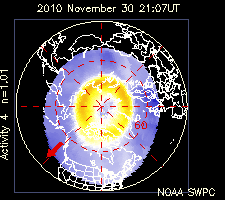 2010 November 30 21:07UT
Activity 4 n=1.01
60
NOAA SWPC